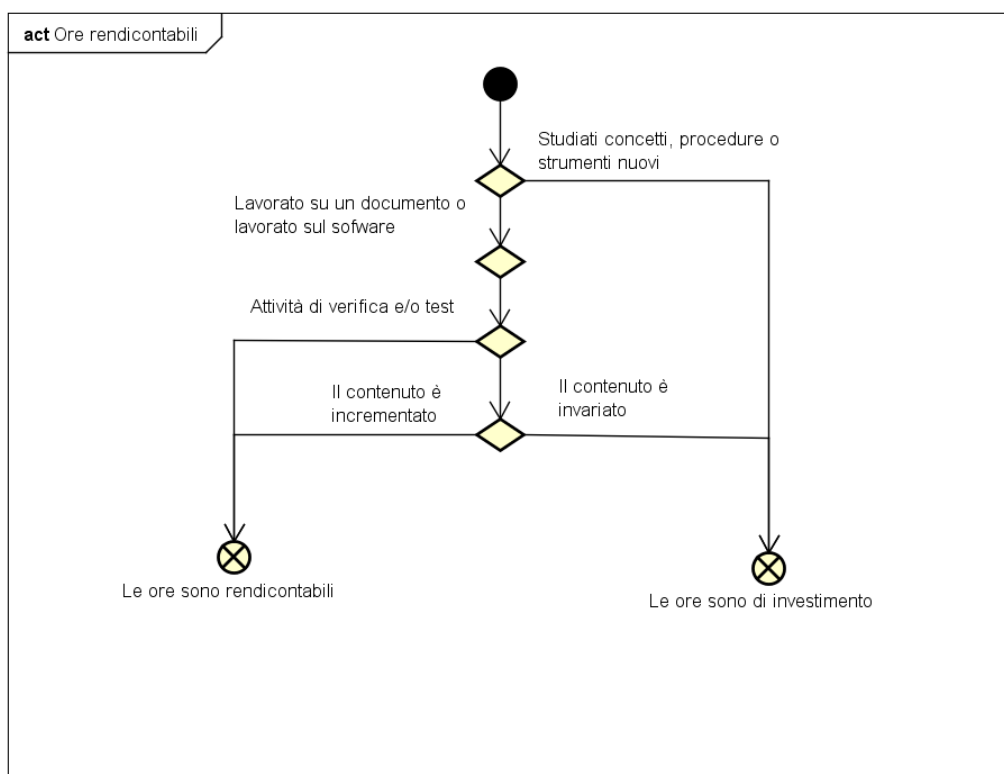 act Ore rendicontabili
Studiati concetti, procedure o
strumenti nuovi
Lavorato su un documento o
lavorato sul sofware
Attività di verifica e/o test
Il contenuto è
incrementato
Il contenuto è
invariato
Le ore sono rendicontabili
Le ore sono di investimento